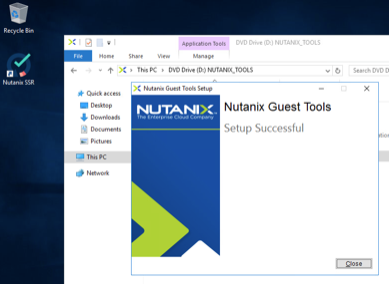 Recycle Bin
Nutanix SSR
Application Tools
DVD Drive (D:) NUTANIX_TOOLS
File
Home
Share
View
Manage
This PC > DVD Drive (D:) NUTANIX_TOOLS
Search DVD D
Quick access
Desktop
Downloads
Documents
Pictures
This PC
Network
Nutanix Guest Tools Setup
NUTANIX
The Enterprise Cloud Company
Nutanix Guest Tools
Setup Successful
Close